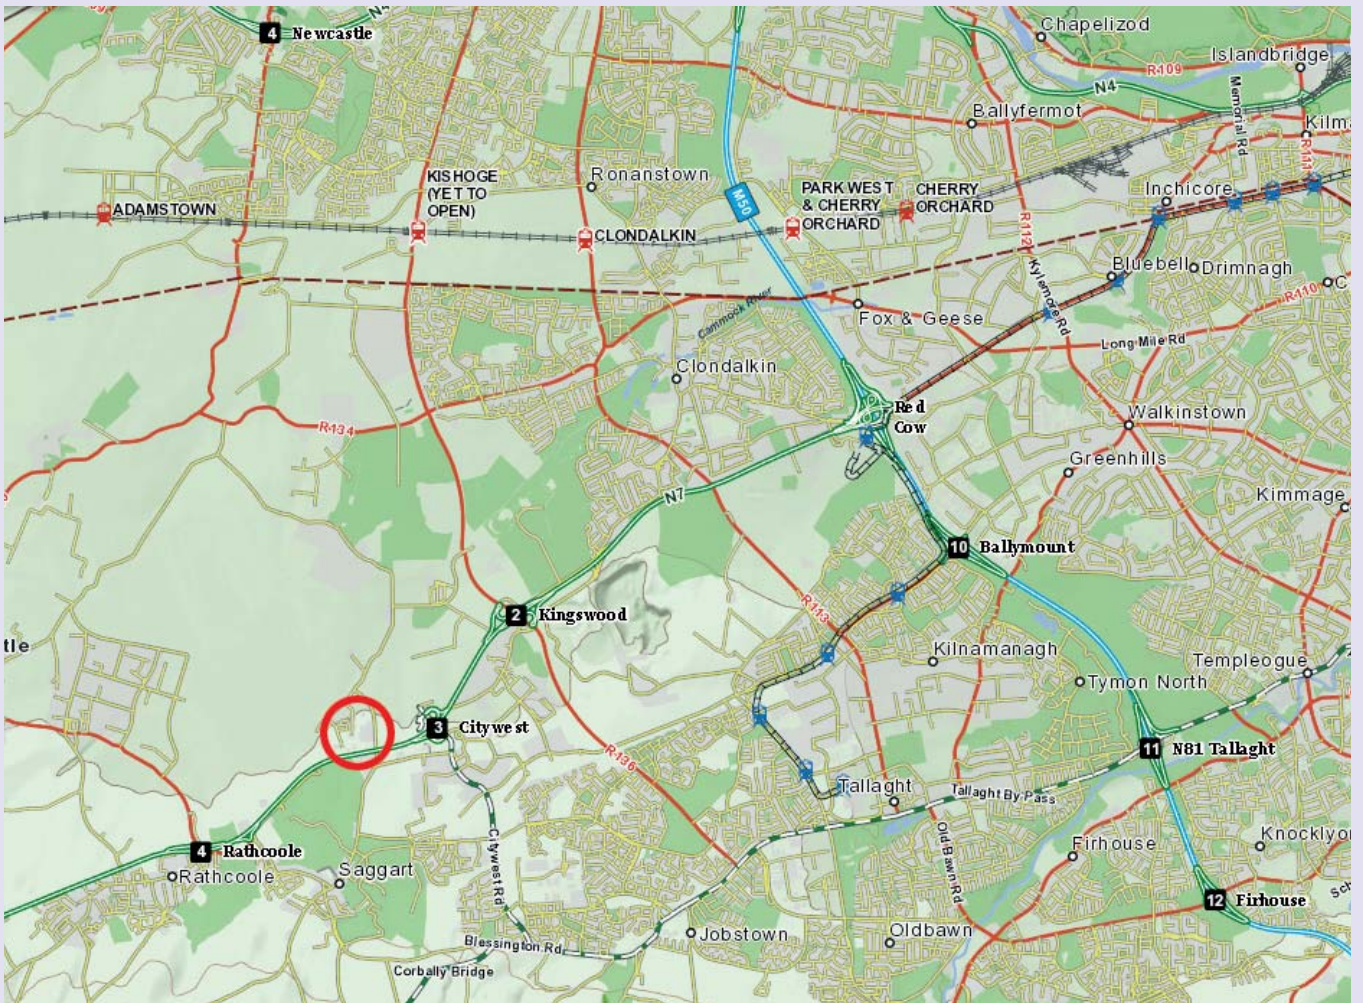 N4
4 Newcastle
Chapelizod
Islandbridge
R109
N4
Memorial Rd
Ballyfermot
R111
KISHOGE
(YET TO
OPEN)
Ronanstown
M50
PARK WEST
& CHERRY
ORCHARD
CHERRY
ORCHARD
Inchicore
ADAMSTOWN
CLONDALKIN
R112
Kylemore Rd
Bluebell
Drimnagh
R110
C
Cammock River
Fox & Geese
Long Mile Rd
Clondalkin
Red
Cow
Walkinstown
R134
Greenhills
N7
Kimmage
10 Ballymount
2 Kingswood
R113
tle
Kilnamanagh
Templeogue
Tymon North
3 Citywest
R136
11 N81 Tallaght
Tallaght
Tallaght By-Pass
Citywest Rd
Old Bawn Rd
4 Rathcoole
Rathcoole
Saggart
Firhouse
Knocklyo
Sch
12 Firhouse
Jobstown
Oldbawn
Blessington Rd
Corbally Bridge